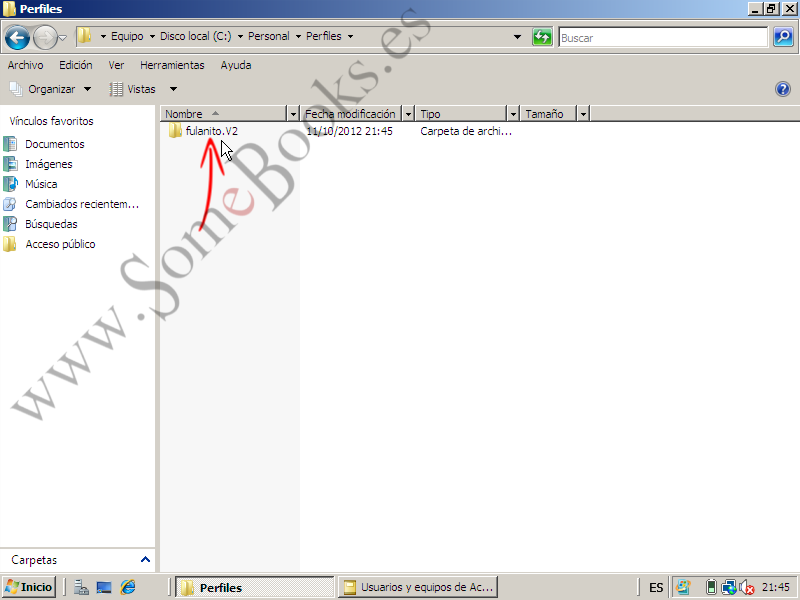 Perfiles
Equipo Disco local (C:) Personal Perfiles
Buscar
Archivo Edición Ver Herramientas Ayuda
Organizar Vistas
Vínculos favoritos
Documentos
Imágenes
Música
Cambiados recientem...
Búsquedas
Acceso público
Nombre Fecha modificación Tipo Tamaño
fulanito.V2 11/10/2012 21:45 Carpeta de archi...
www.SomeBooks.es
Carpetas
Inicio Perfiles Usuarios y equipos de Ac... ES 21:45